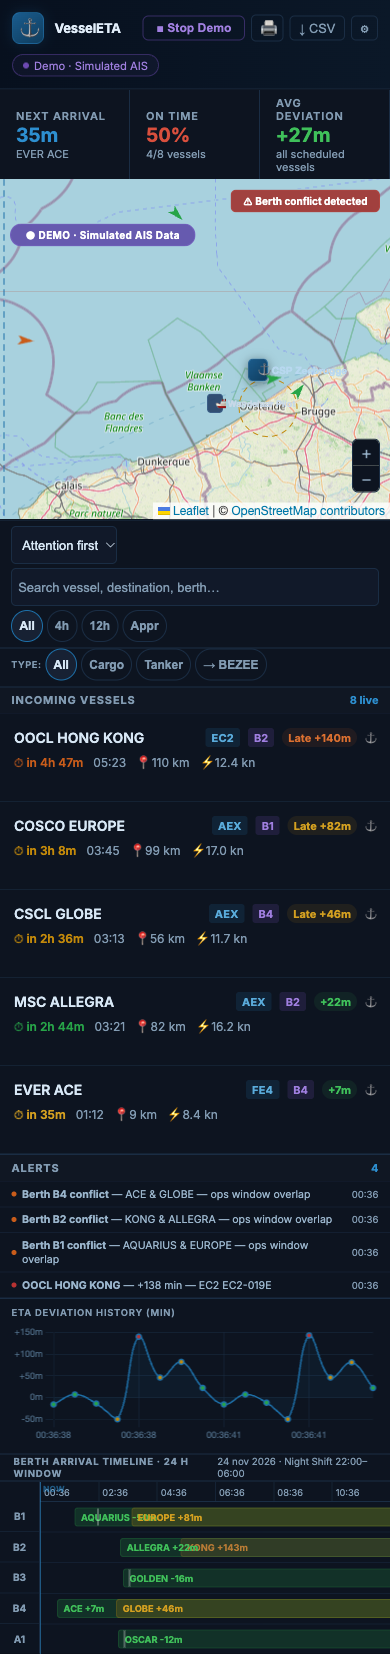 VesselETA
■ Stop Demo
↓ CSV
Demo · Simulated AIS
NEXT ARRIVAL
35m
EVER ACE
ON TIME
50%
4/8 vessels
AVG DEVIATION
+27m
all scheduled vessels
⚠ Berth conflict detected
DEMO · Simulated AIS Data
Vlaamse Banken
Oostende
Brugge
Banc des Flandres
Dunkerque
Calais
Parc naturel
+
−
Leaflet | © OpenStreetMap contributors
Attention first
Search vessel, destination, berth…
All 4h 12h Appr
TYPE: All Cargo Tanker → BEZEE
INCOMING VESSELS 8 live
OOCL HONG KONG EC2 B2 Late +140m
in 4h 47m 05:23 110 km 12.4 kn
COSCO EUROPE AEX B1 Late +82m
in 3h 8m 03:45 99 km 17.0 kn
CSCL GLOBE AEX B4 Late +46m
in 2h 36m 03:13 56 km 11.7 kn
MSC ALLEGRA AEX B2 +22m
in 2h 44m 03:21 82 km 16.2 kn
EVER ACE FE4 B4 +7m
in 35m 01:12 9 km 8.4 kn
ALERTS 4
Berth B4 conflict — ACE & GLOBE — ops window overlap 00:36
Berth B2 conflict — KONG & ALLEGRA — ops window overlap 00:36
Berth B1 conflict — AQUARIUS & EUROPE — ops window overlap 00:36
OOCL HONG KONG — +138 min — EC2 EC2-019E 00:36
ETA DEVIATION HISTORY (MIN)
+150m
+100m
+50m
0m
-50m
00:36:38 00:36:38 00:36:41 00:36:41
BERTH ARRIVAL TIMELINE · 24 H WINDOW
24 nov 2026 · Night Shift 22:00–06:00
NOW
00:36 02:36 04:36 06:36 08:36 10:36
B1 AQUARIUS EUROPE +81m
B2 ALLEGRA +22m KONG +143m
B3 GOLDEN -16m
B4 ACE +7m GLOBE +46m
A1 OSCAR -12m